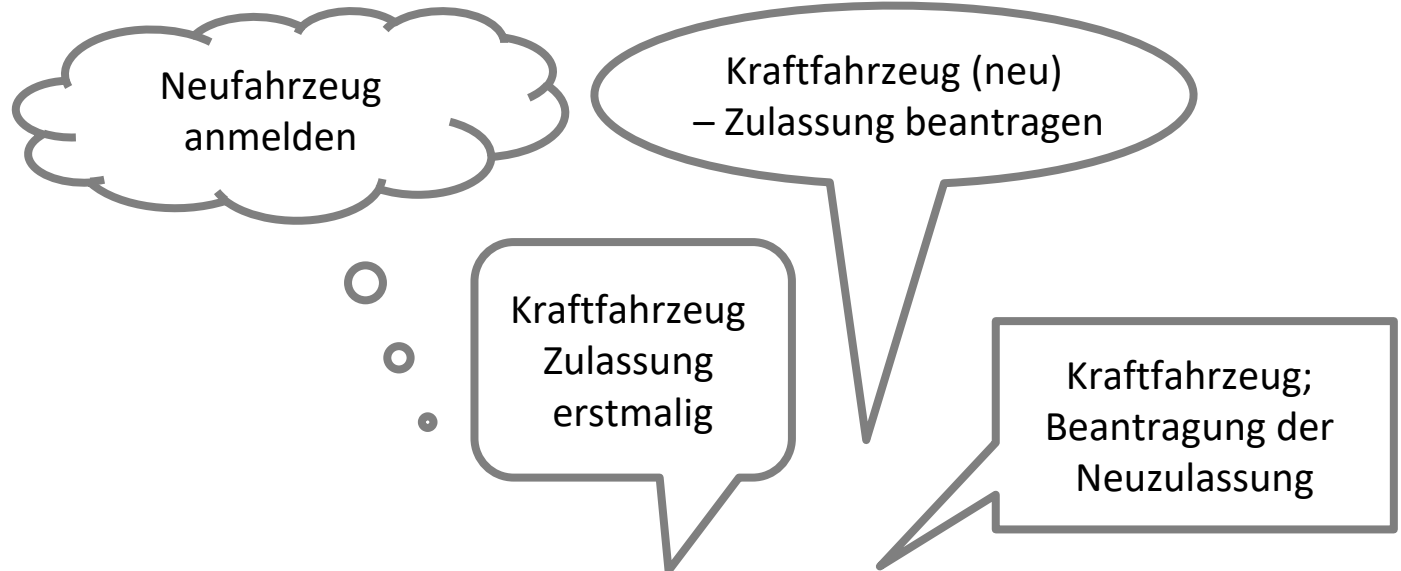 Neufahrzeug
anmelden
Kraftfahrzeug (neu)
– Zulassung beantragen
Kraftfahrzeug
Zulassung
erstmalig
Kraftfahrzeug;
Beantragung der
Neuzulassung